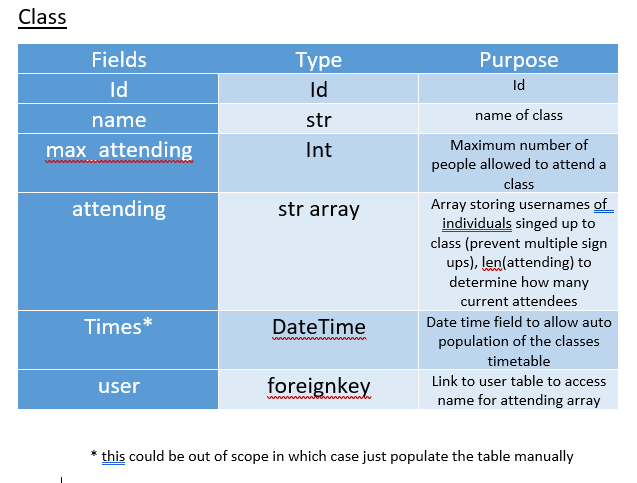 Class
Fields Type Purpose
Id Id Id
name str name of class
max_attending Int Maximum number of
people allowed to attend a
class
attending str array Array storing usernames of
individuals singed up to
class (prevent multiple sign
ups), len(attending) to
determine how many
current attendees
Times* DateTime Date time field to allow auto
population of the classes
timetable
user foreignkey Link to user table to access
name for attending array
* this could be out of scope in which case just populate the table manually